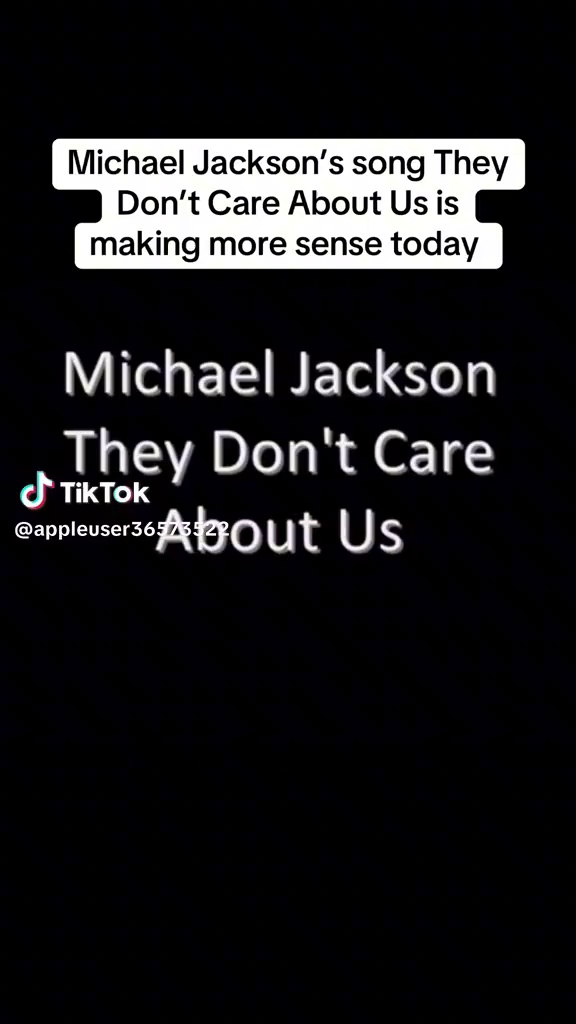 Michael Jackson’s song They
Don’t Care About Us is
making more sense today
Michael Jackson
They Don't Care
TikTok
@appleuser36573522
About Us